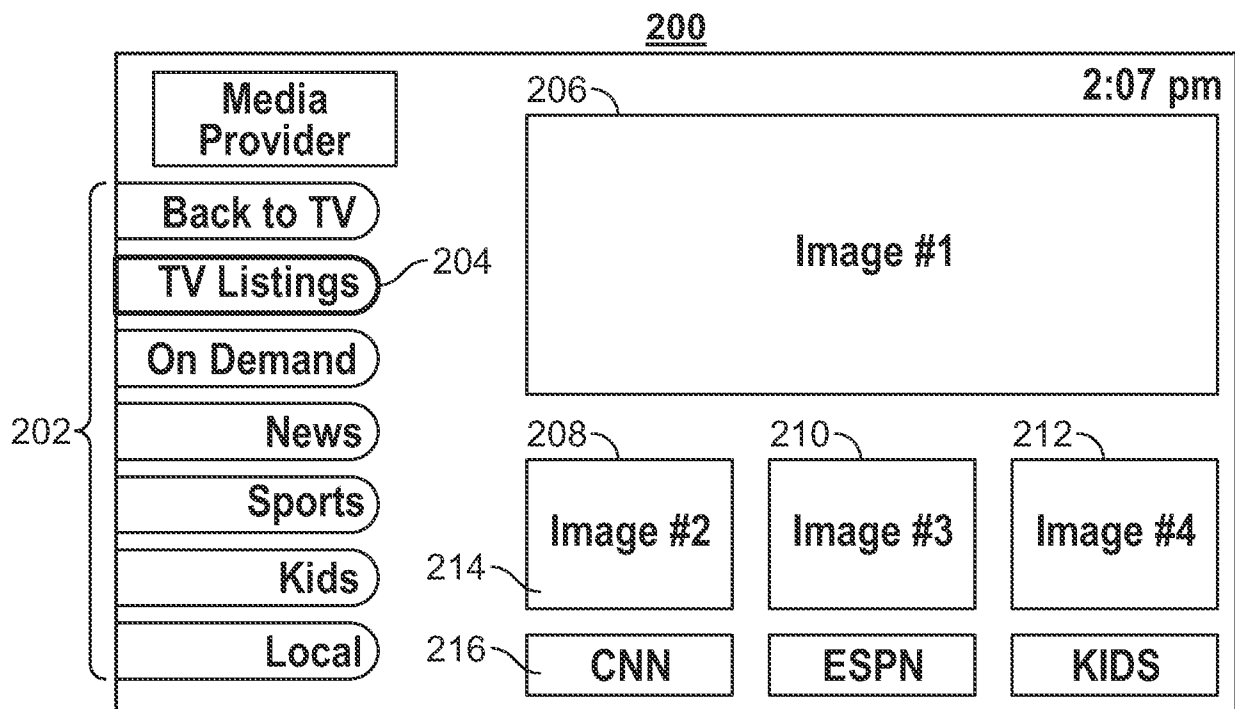 200
2:07 pm
Media
Provider
206
Image #1
Back to TV
TV Listings
204
On Demand
202
News
Sports
Kids
Local
208
210
212
Image #2
Image #3
Image #4
214
216
CNN
ESPN
KIDS